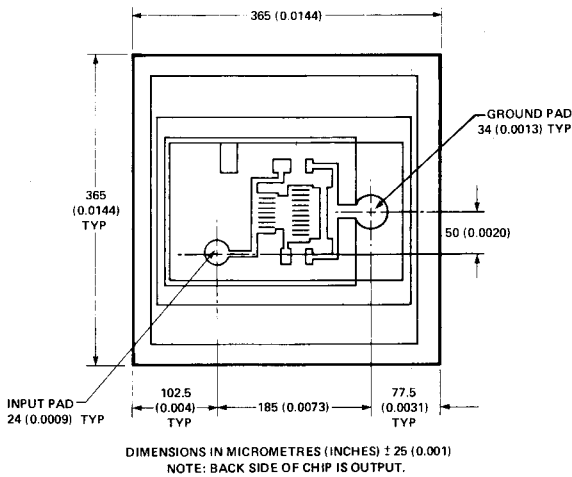 365 (0.0144)
GROUND PAD
34 (0.0013) TYP
365
(0.0144)
TYP
50 (0.0020)
INPUT PAD
24 (0.0009) TYP
102.5
(0.004)
TYP
185 (0.0073)
77.5
(0.0031)
TYP
DIMENSIONS IN MICROMETRES (INCHES) ± 25 (0.001)
NOTE: BACK SIDE OF CHIP IS OUTPUT.